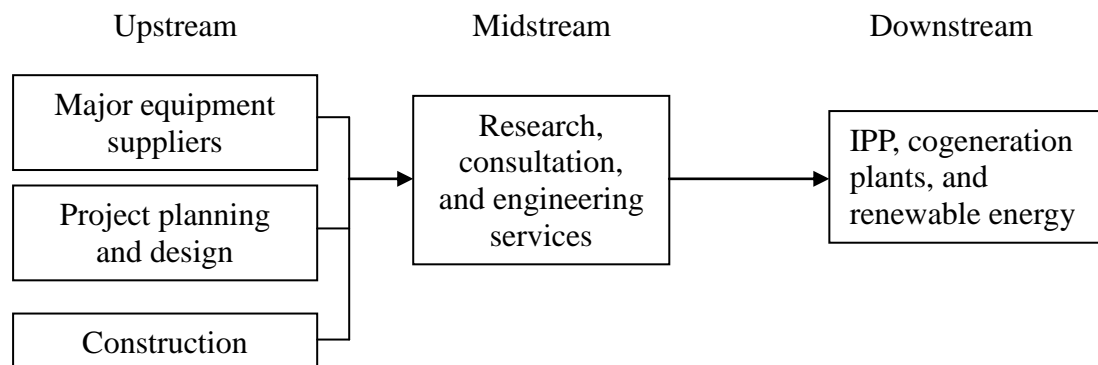 Upstream
Midstream
Downstream
Major equipment
suppliers
Project planning
and design
Construction
Research,
consultation,
and engineering
services
IPP, cogeneration
plants, and
renewable energy